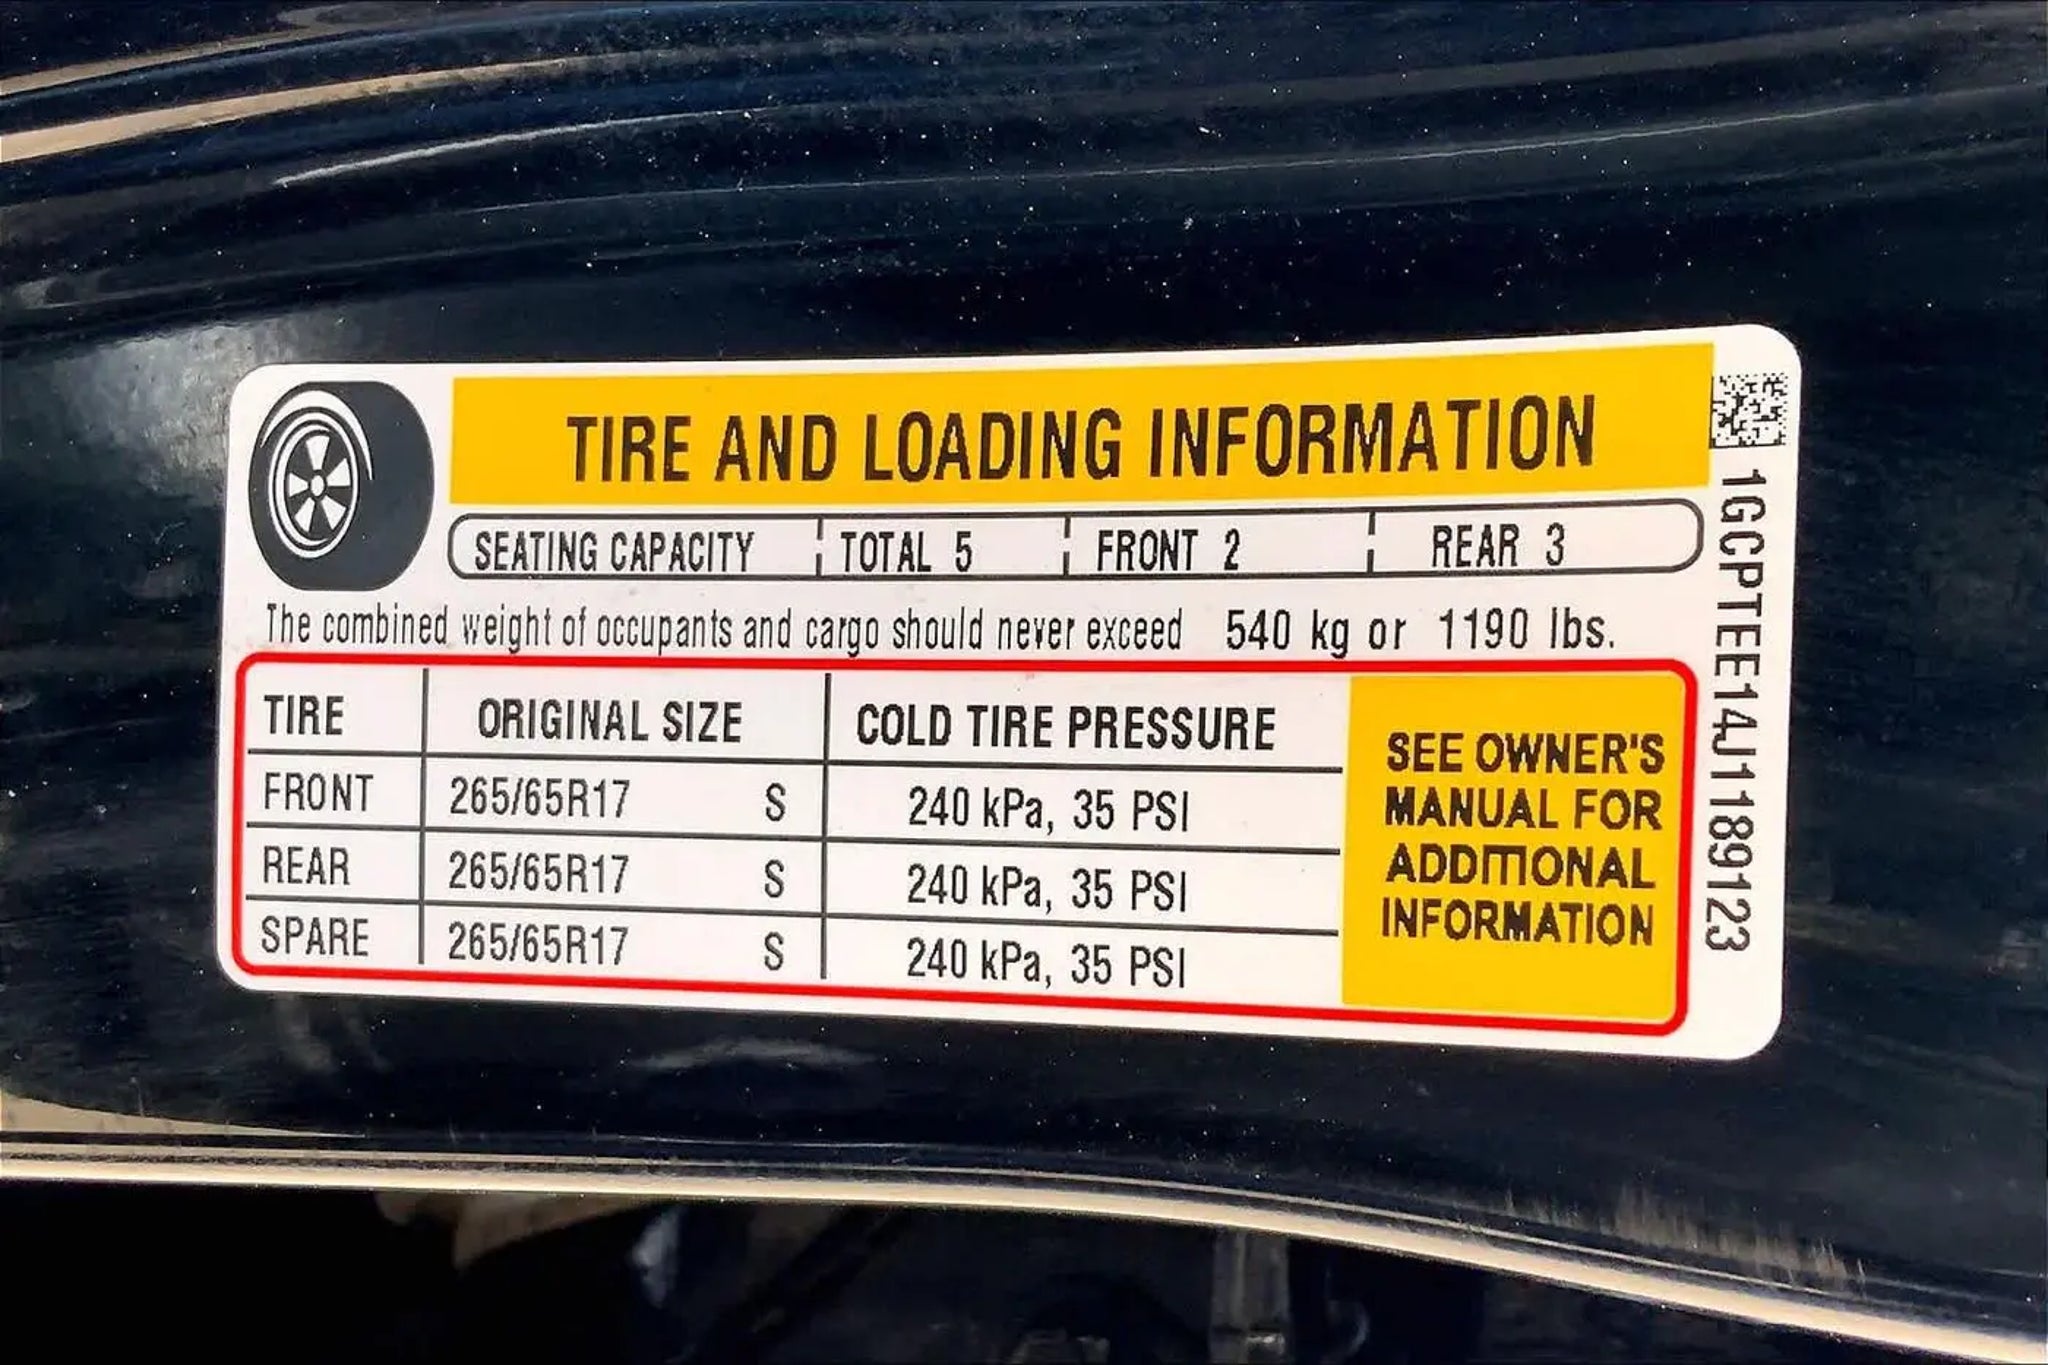 TIRE AND LOADING INFORMATION
SEATING CAPACITY TOTAL 5 FRONT 2 REAR 3
The combined weight of occupants and cargo should never exceed 540 kg or 1190 lbs.
TIRE ORIGINAL SIZE COLD TIRE PRESSURE
FRONT 265/65R17 S 240 kPa, 35 PSI
REAR 265/65R17 S 240 kPa, 35 PSI
SPARE 265/65R17 S 240 kPa, 35 PSI
SEE OWNER'S
MANUAL FOR
ADDITIONAL
INFORMATION
1GCPTEE14J1189123